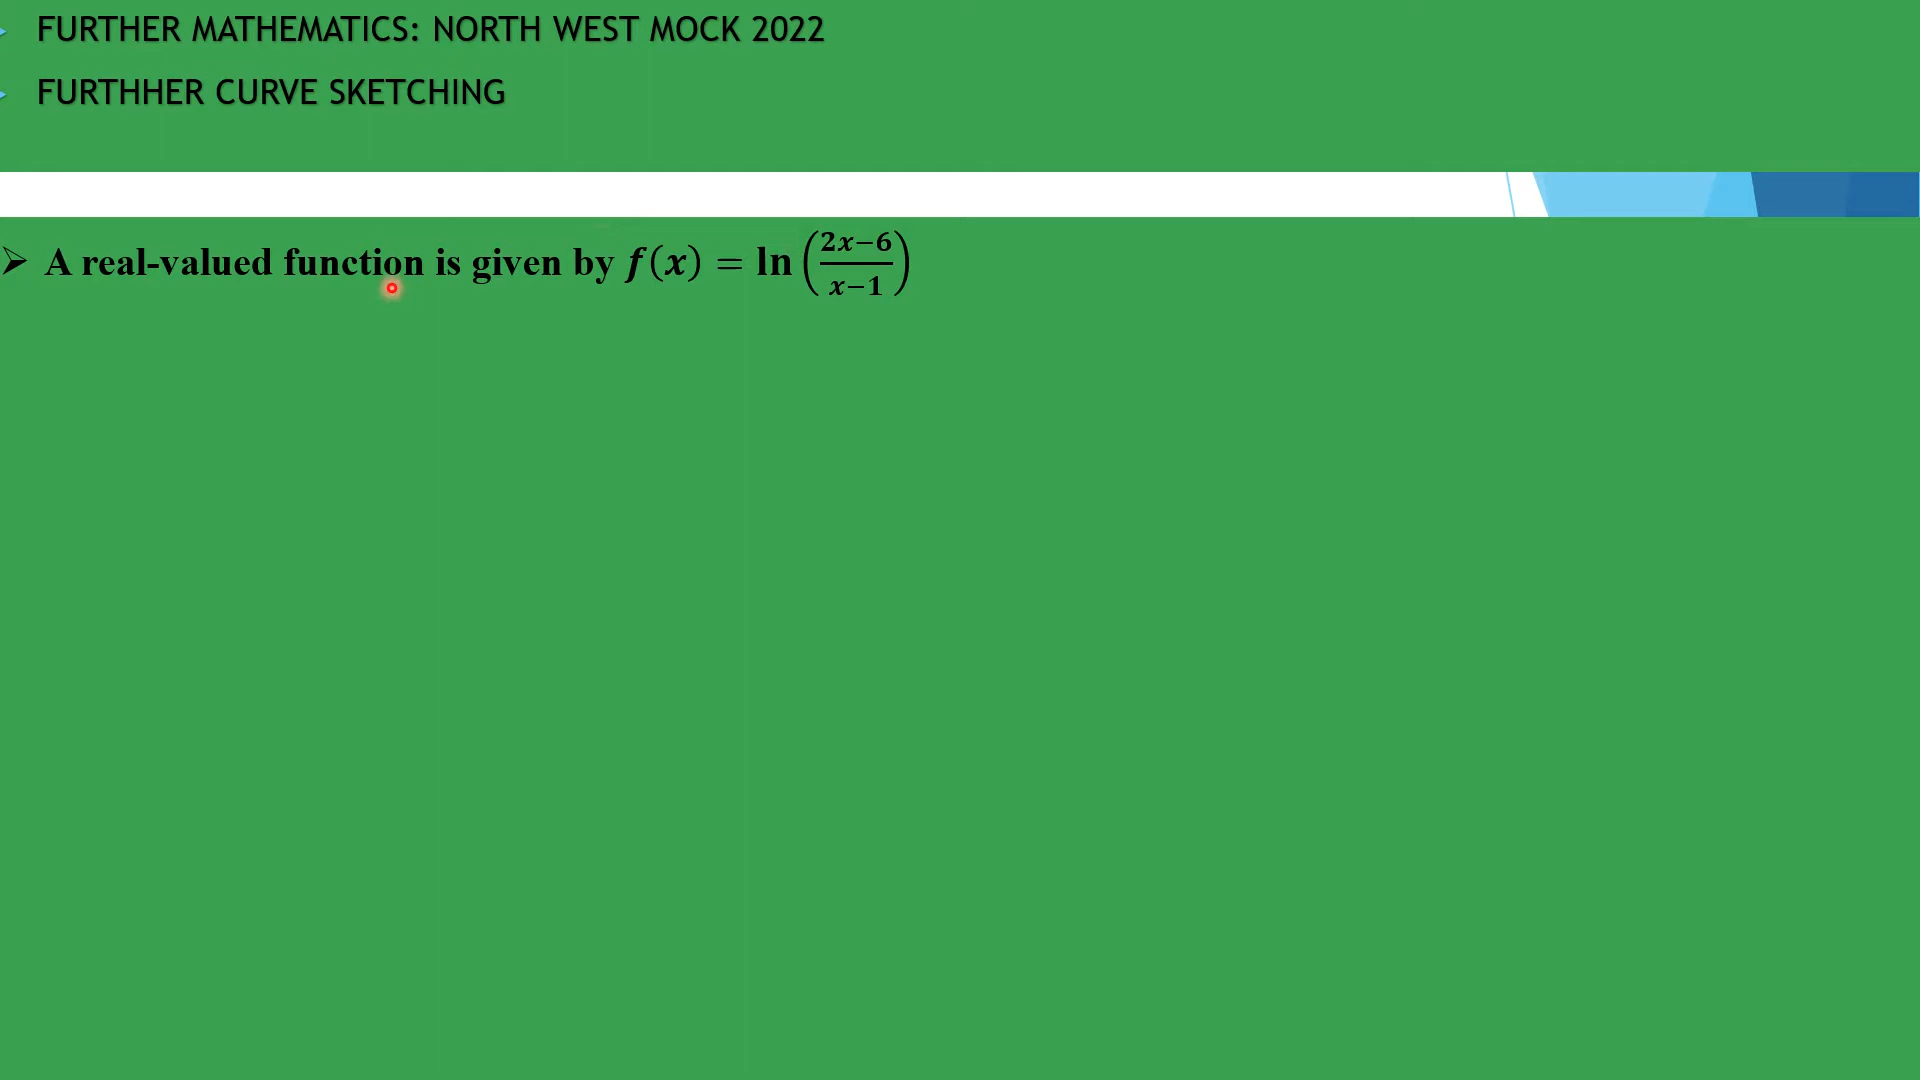 FURTHER MATHEMATICS: NORTH WEST MOCK 2022
FURTHHER CURVE SKETCHING
A real-valued function is given by f(x) = ln((2x−6)/(x−1))